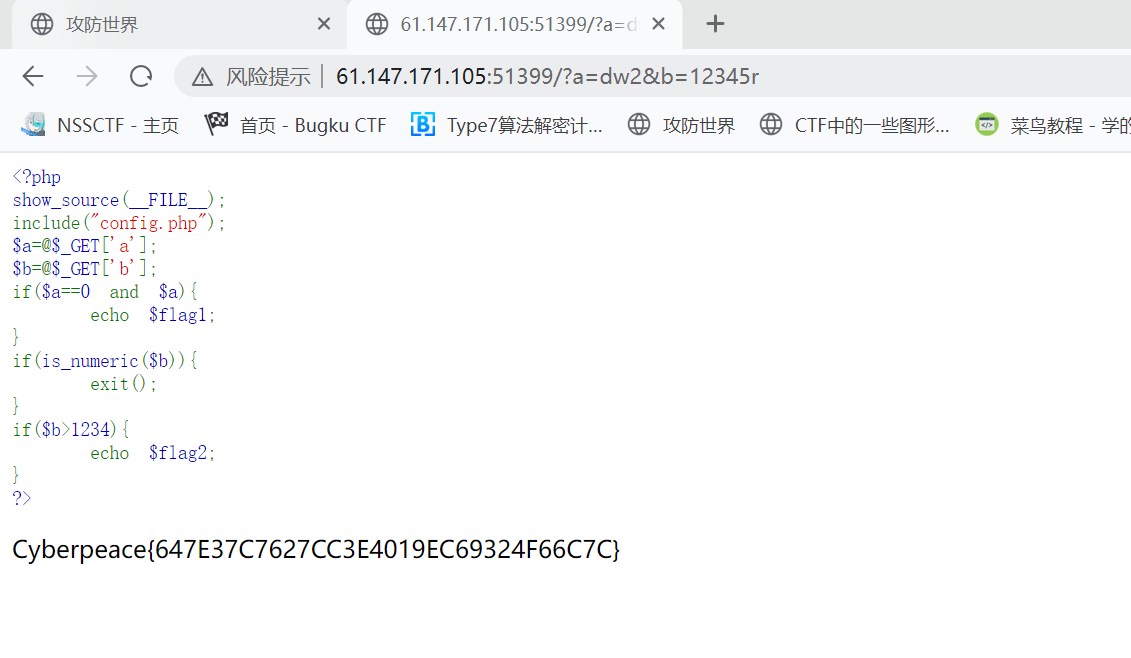 攻防世界
61.147.171.105:51399/?a=d
风险提示 61.147.171.105:51399/?a=dw2&b=12345r
NSSCTF - 主页 首页 - Bugku CTF Type7算法解密计... 攻防世界 CTF中的一些图形... 菜鸟教程 - 学的
<?php
show_source(__FILE__);
include("config.php");
$a=@$_GET['a'];
$b=@$_GET['b'];
if($a==0 and $a){
echo $flag1;
}
if(is_numeric($b)){
exit();
}
if($b>1234){
echo $flag2;
}
?>
Cyberpeace{647E37C7627CC3E4019EC69324F66C7C}